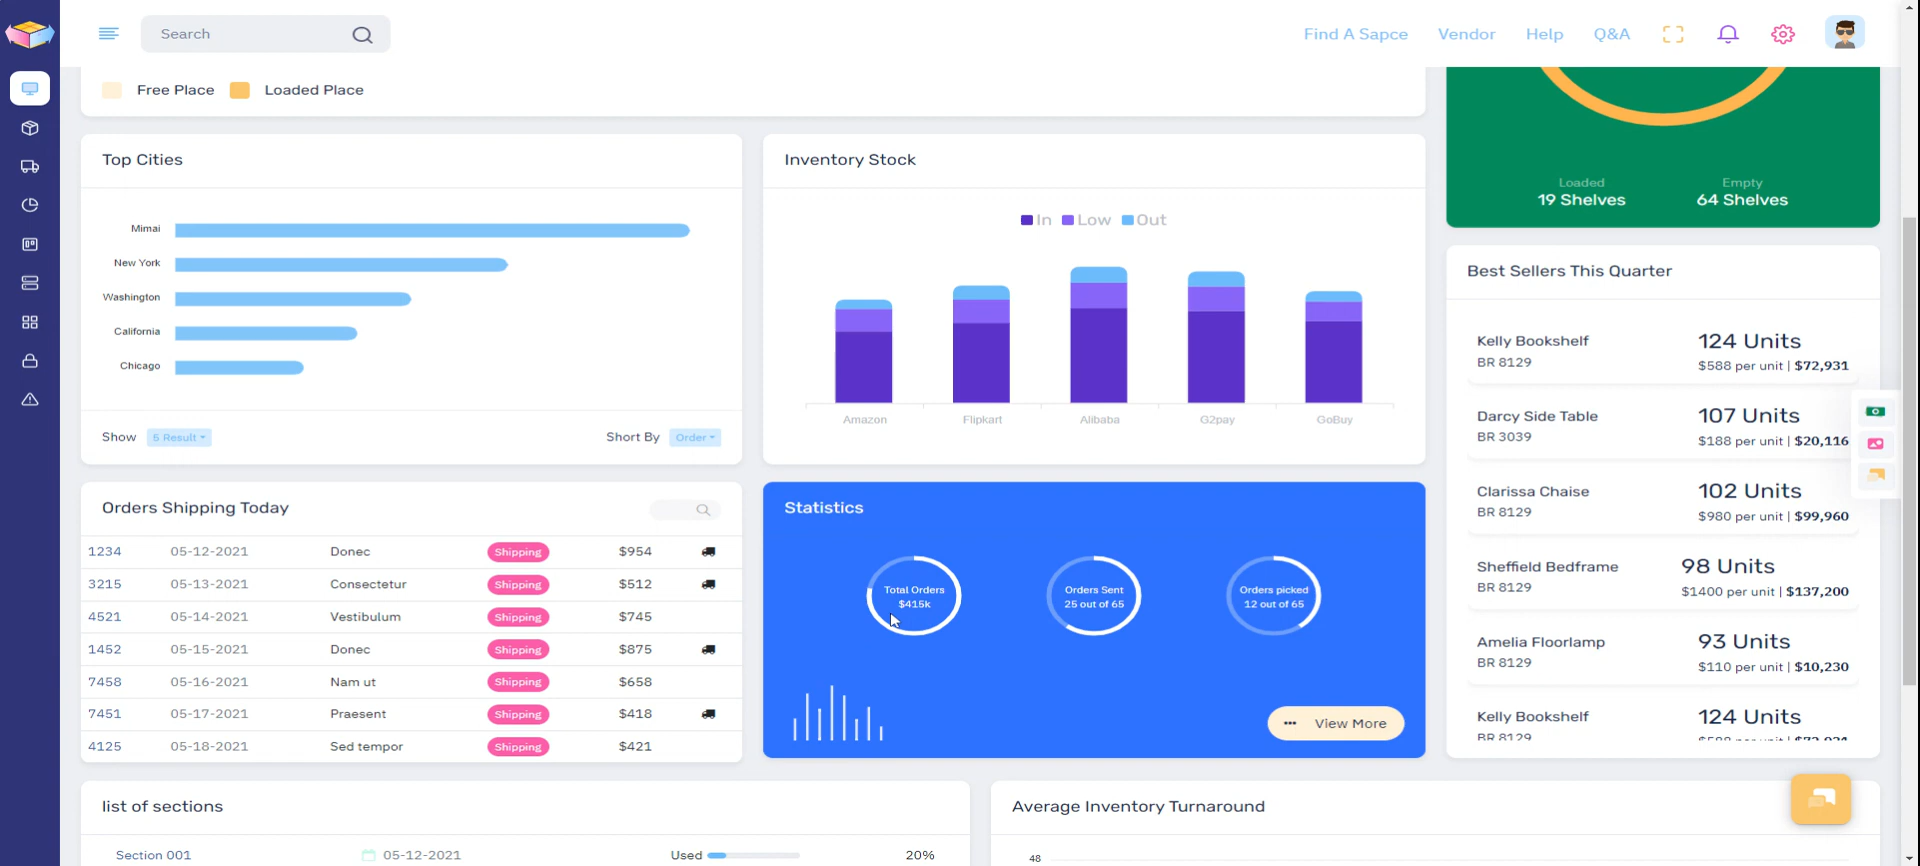 Search
Find A Sapce
Vendor
Help
Q&A
Free Place
Loaded Place
Loaded
19 Shelves
Empty
64 Shelves
Top Cities
Mimai
New York
Washington
California
Chicago
Show
5 Result
Short By
Order
Inventory Stock
In
Low
Out
Amazon
Flipkart
Alibaba
G2pay
GoBuy
Best Sellers This Quarter
Kelly Bookshelf
BR 8129
124 Units
$588 per unit | $72,931
Darcy Side Table
BR 3039
107 Units
$188 per unit | $20,116
Clarissa Chaise
BR 8129
102 Units
$980 per unit | $99,960
Sheffield Bedframe
BR 8129
98 Units
$1400 per unit | $137,200
Amelia Floorlamp
BR 8129
93 Units
$110 per unit | $10,230
Kelly Bookshelf
BR 8129
124 Units
$588 per unit | $72,931
Orders Shipping Today
1234 05-12-2021 Donec Shipping $954
3215 05-13-2021 Consectetur Shipping $512
4521 05-14-2021 Vestibulum Shipping $745
1452 05-15-2021 Donec Shipping $875
7458 05-16-2021 Nam ut Shipping $658
7451 05-17-2021 Praesent Shipping $418
4125 05-18-2021 Sed tempor Shipping $421
Statistics
Total Orders
$415k
Orders Sent
25 out of 65
Orders picked
12 out of 65
View More
list of sections
Section 001 05-12-2021 Used 20%
Average Inventory Turnaround
48